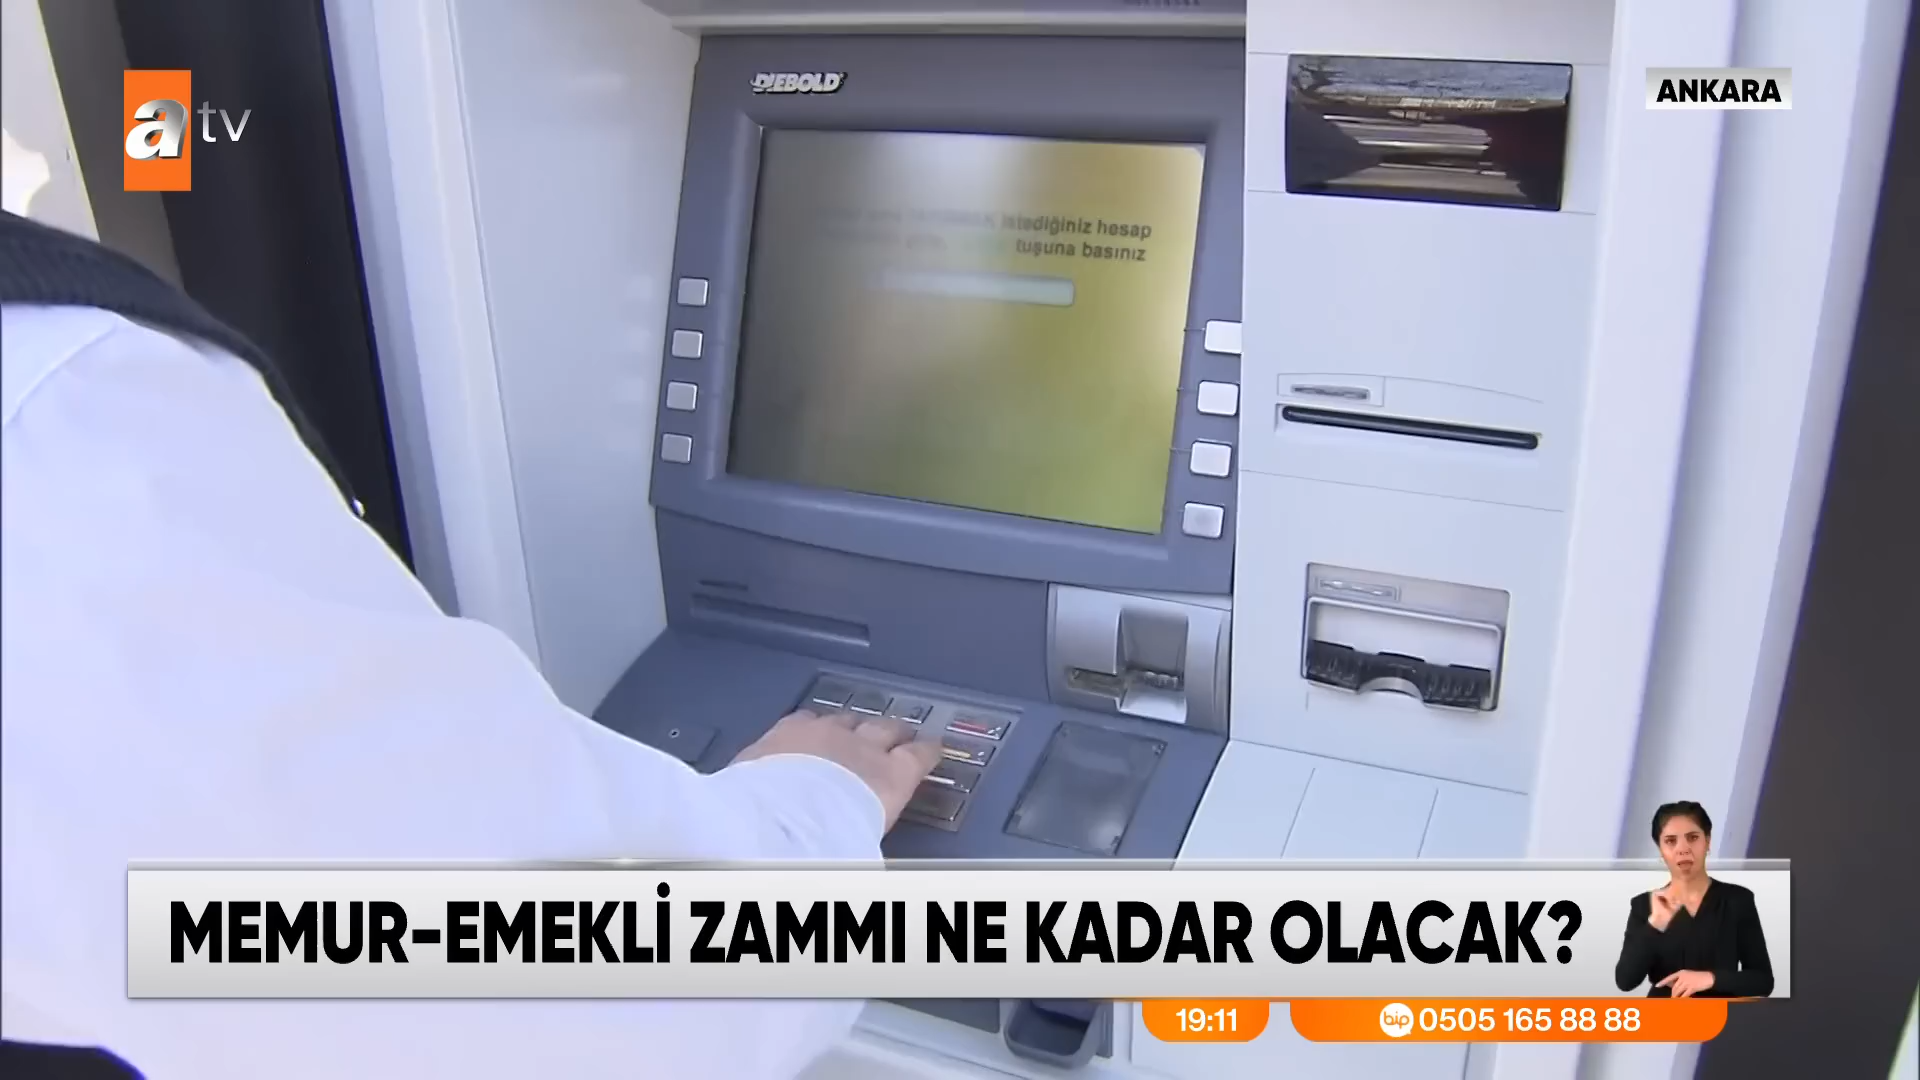 atv
DIEBOLD
ANKARA
istediğiniz hesap
tuşuna basınız
MEMUR-EMEKLİ ZAMMI NE KADAR OLACAK?
19:11
bip 0505 165 88 88